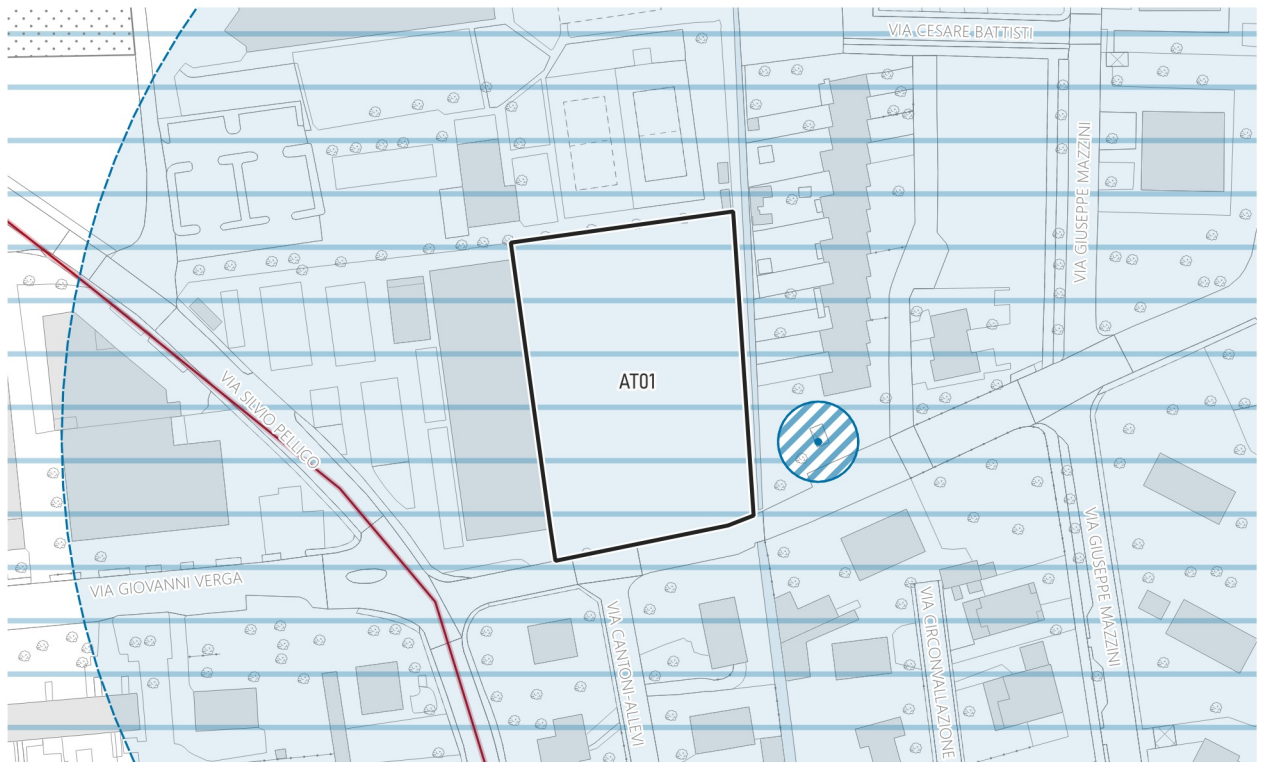 VIA CESARE BATTISTI
VIA GIUSEPPE MAZZINI
AT01
VIA SILVIO PELLICO
VIA GIOVANNI VERGA
VIA CANTONI-ALLEVI
VIA CIRCONVALLAZIONE
VIA GIUSEPPE MAZZINI